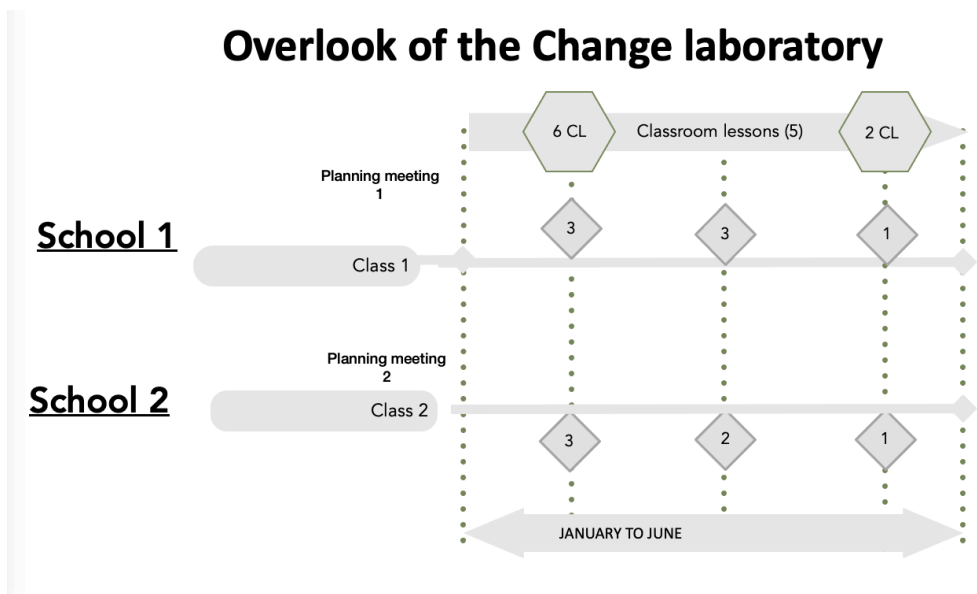 Overlook of the Change laboratory
6 CL
Classroom lessons (5)
2 CL
Planning meeting
1
School 1
3
3
1
Class 1
Planning meeting
2
School 2
Class 2
3
2
1
JANUARY TO JUNE